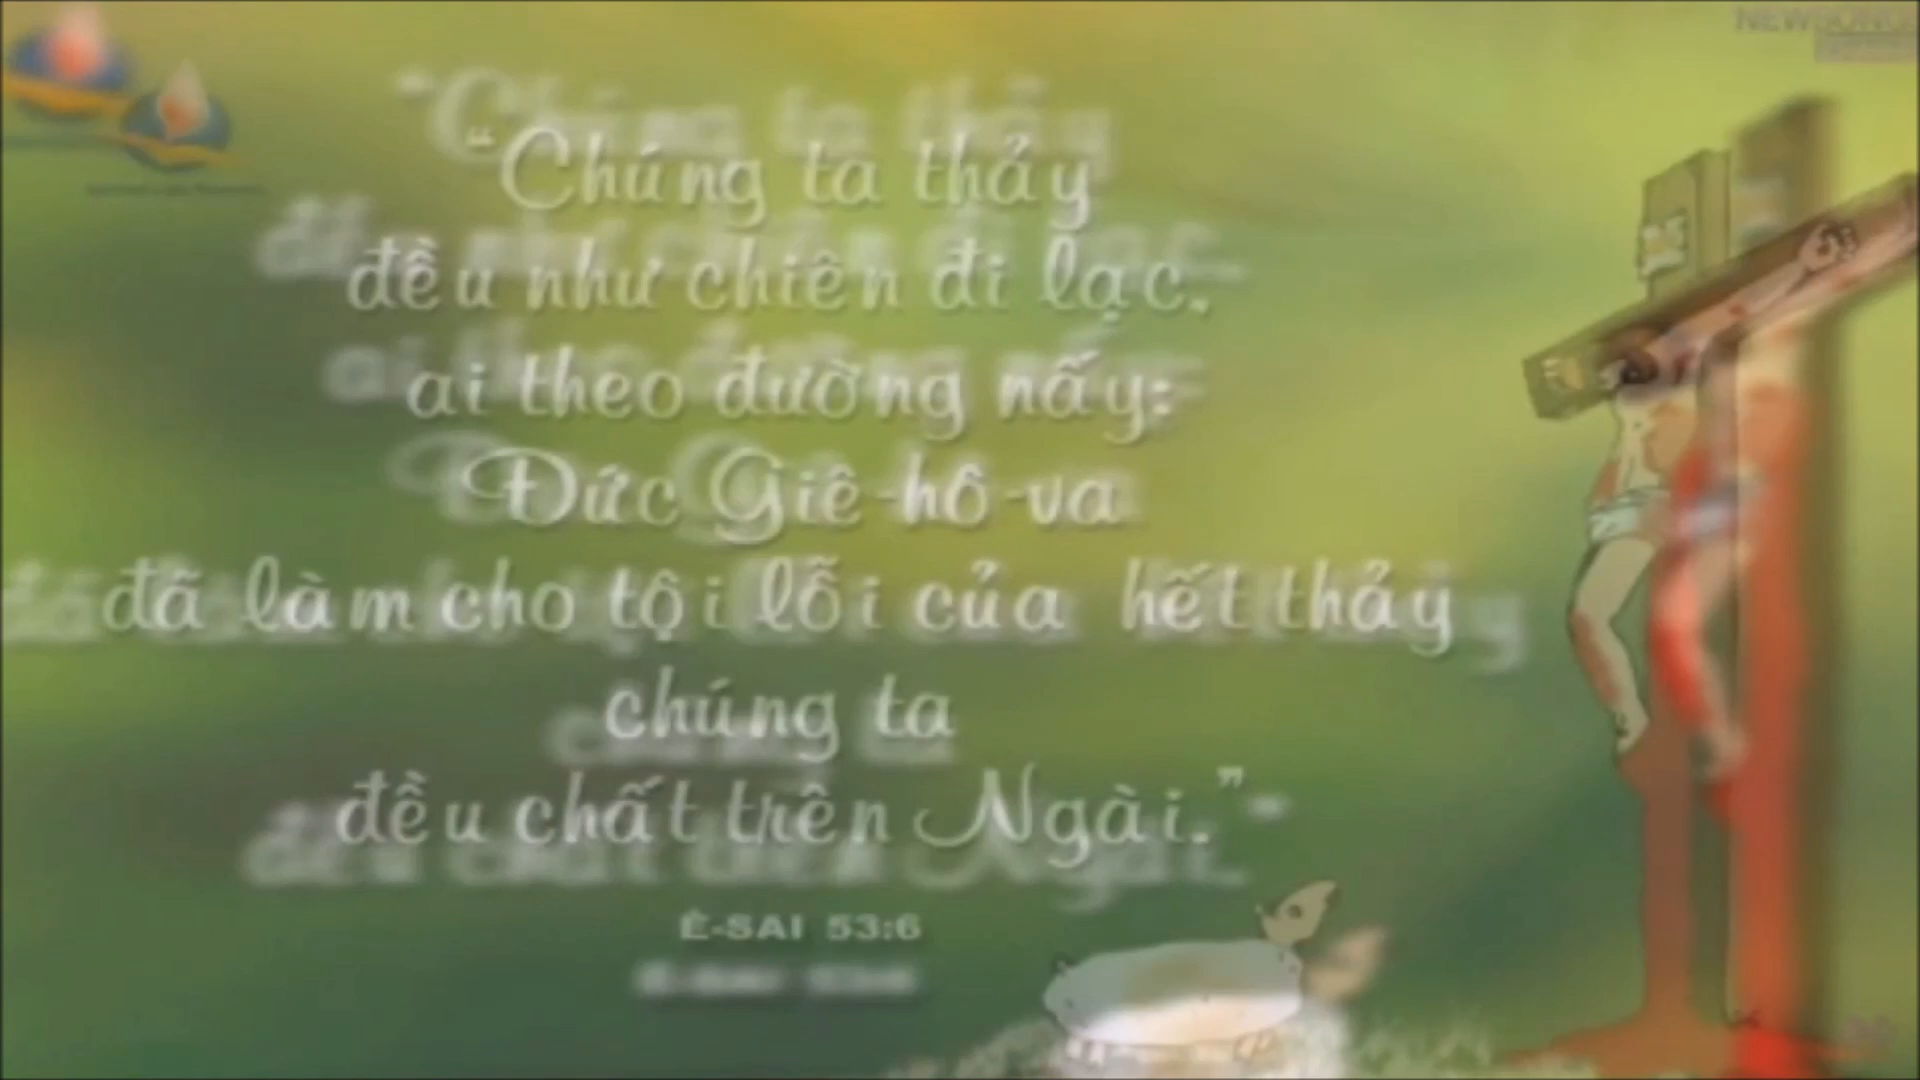 “Chúng ta thảy
đều như chiên đi lạc,
ai theo đường nấy:
Đức Giê-hô-va
đã làm cho tội lỗi của hết thảy
chúng ta
đều chất trên Ngài.”
Ê-SAI 53:6